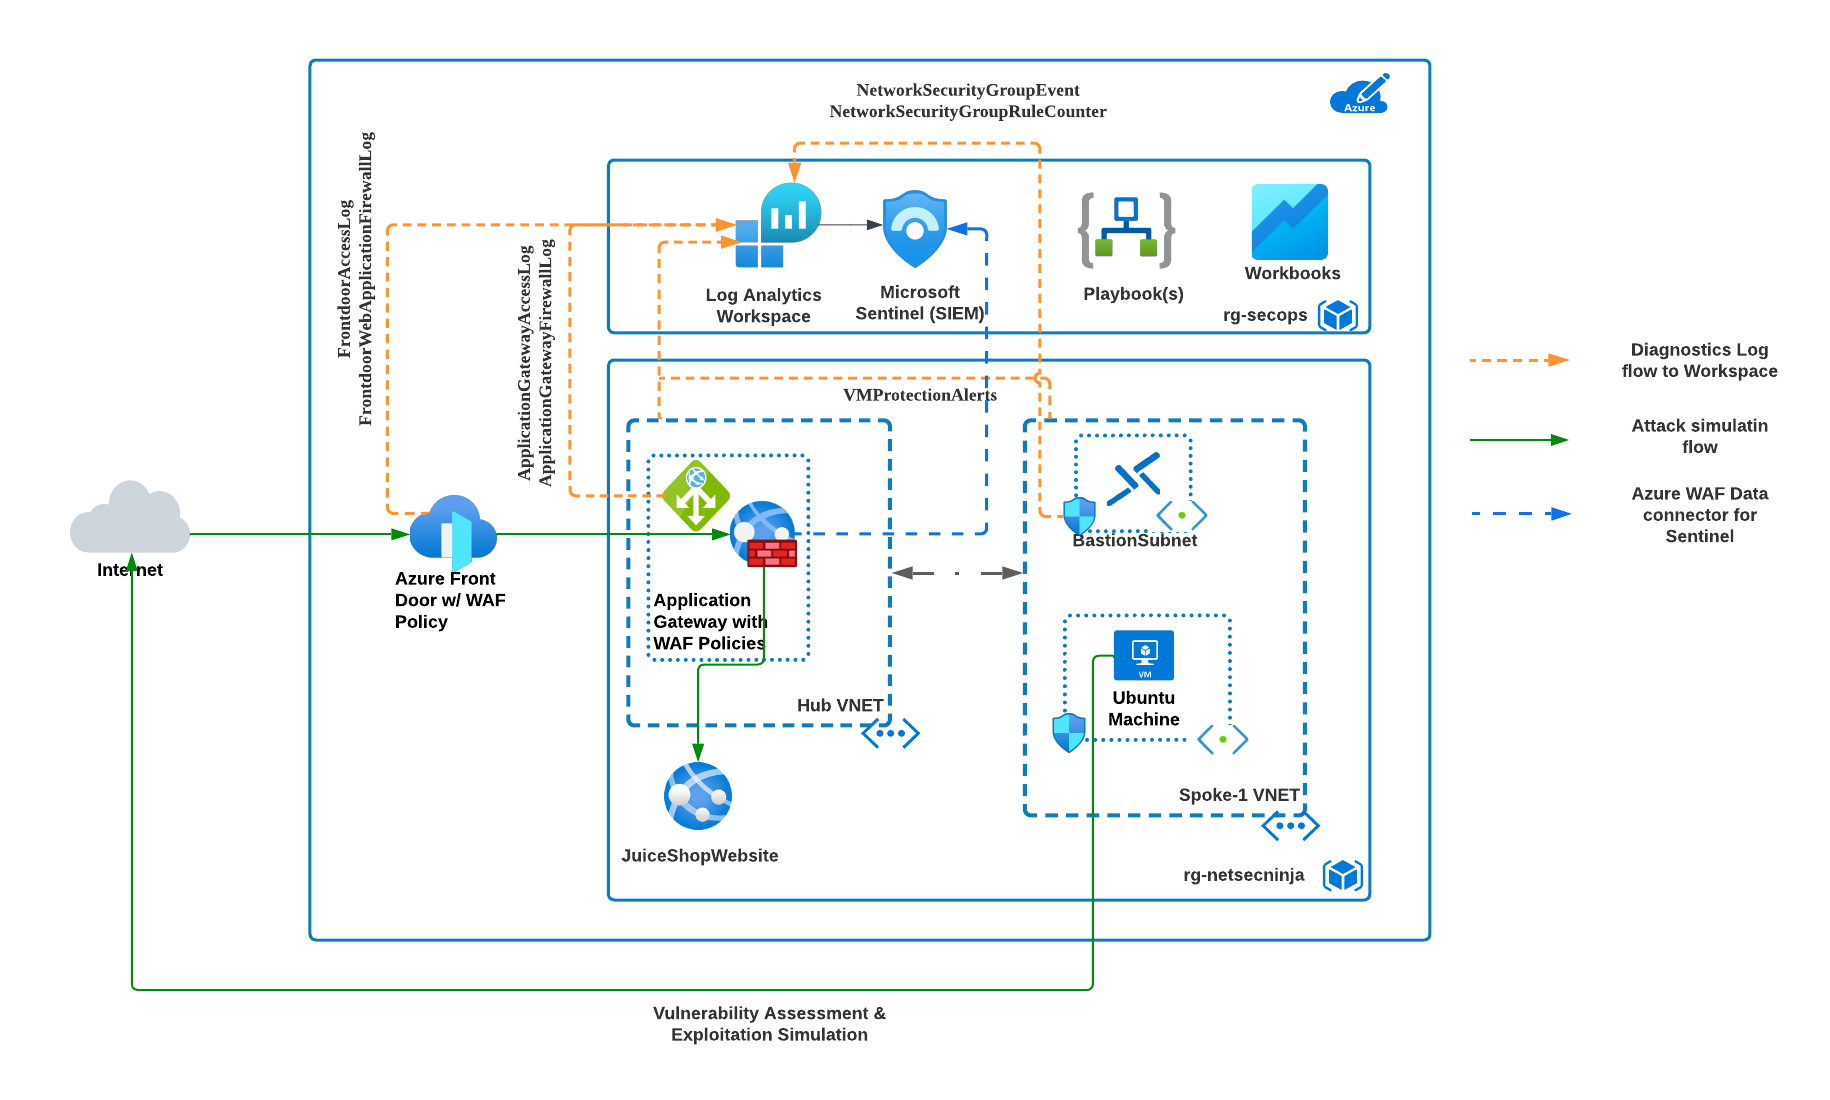 NetworkSecurityGroupEvent
NetworkSecurityGroupRuleCounter
Azure
FrontdoorAccessLog
FrontdoorWebApplicationFirewallLog
ApplicationGatewayAccessLog
ApplicationGatewayFirewallLog
Log Analytics
Workspace
Microsoft
Sentinel (SIEM)
Playbook(s)
Workbooks
rg-secops
VMProtectionAlerts
Internet
Azure Front
Door w/ WAF
Policy
Application
Gateway with
WAF Policies
Hub VNET
JuiceShopWebsite
BastionSubnet
VM
Ubuntu
Machine
Spoke-1 VNET
rg-netsecninja
Vulnerability Assessment &
Exploitation Simulation
Diagnostics Log
flow to Workspace
Attack simulatin
flow
Azure WAF Data
connector for
Sentinel